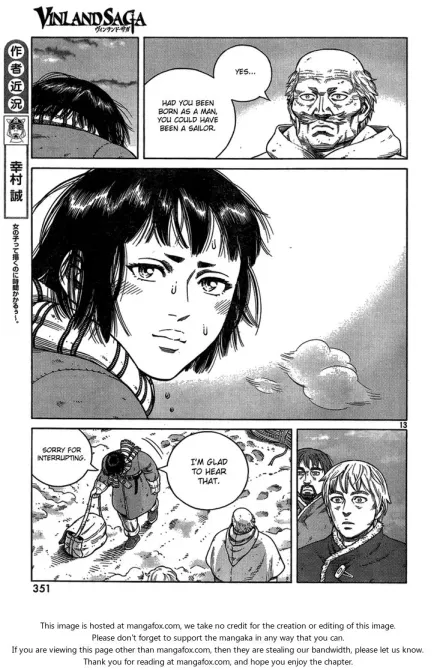 VINLAND SAGA
ヴィンランド・サガ
作者近況
幸村誠
女の子って描くのに時間かかるぅ〜。
YES...
HAD YOU BEEN
BORN AS A MAN,
YOU COULD HAVE
BEEN A SAILOR.
13
SORRY FOR
INTERRUPTING.
I'M GLAD
TO HEAR
THAT.
351
This image is hosted at mangafox.com, we take no credit for the creation or editing of this image.
Please don't forget to support the mangaka in any way that you can.
If you are viewing this page other than mangafox.com, then they are stealing our bandwidth, please let us know.
Thank you for reading at mangafox.com, and hope you enjoy the chapter.